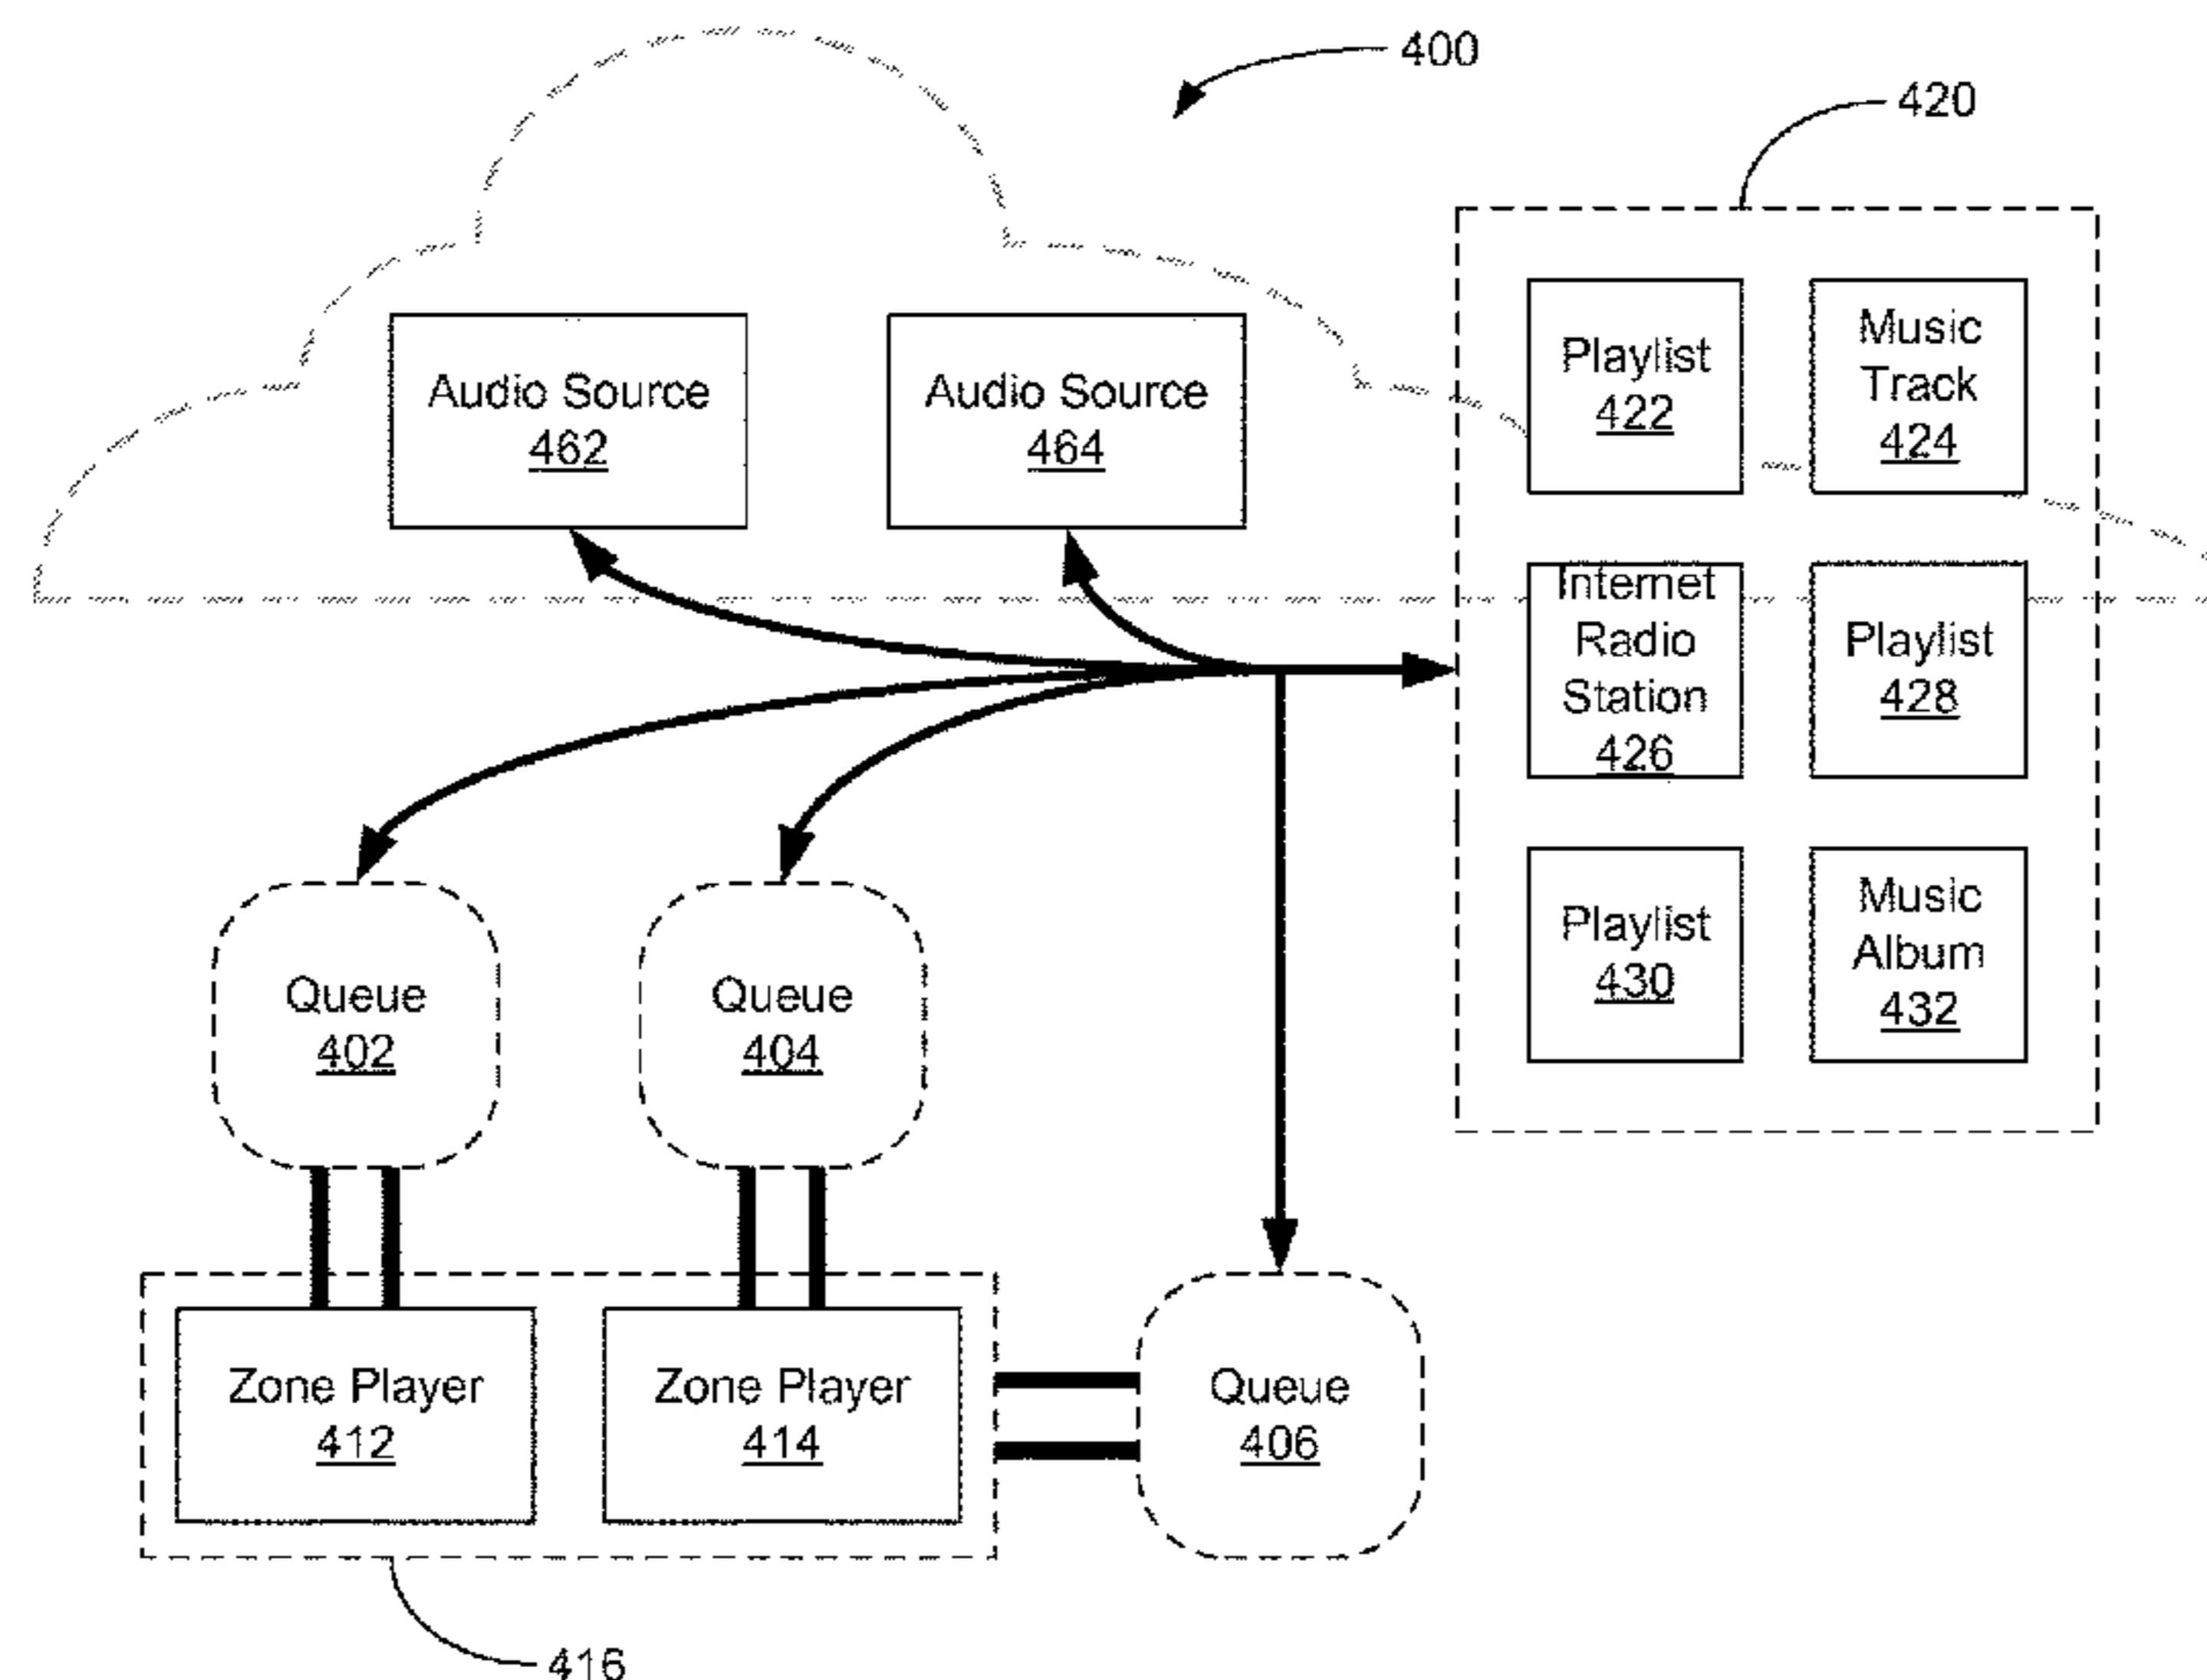 400
420
Audio Source
462
Audio Source
464
Playlist
422
Music
Track
424
Internet
Radio
Station
426
Playlist
428
Playlist
430
Music
Album
432
Queue
402
Queue
404
Zone Player
412
Zone Player
414
Queue
406
416